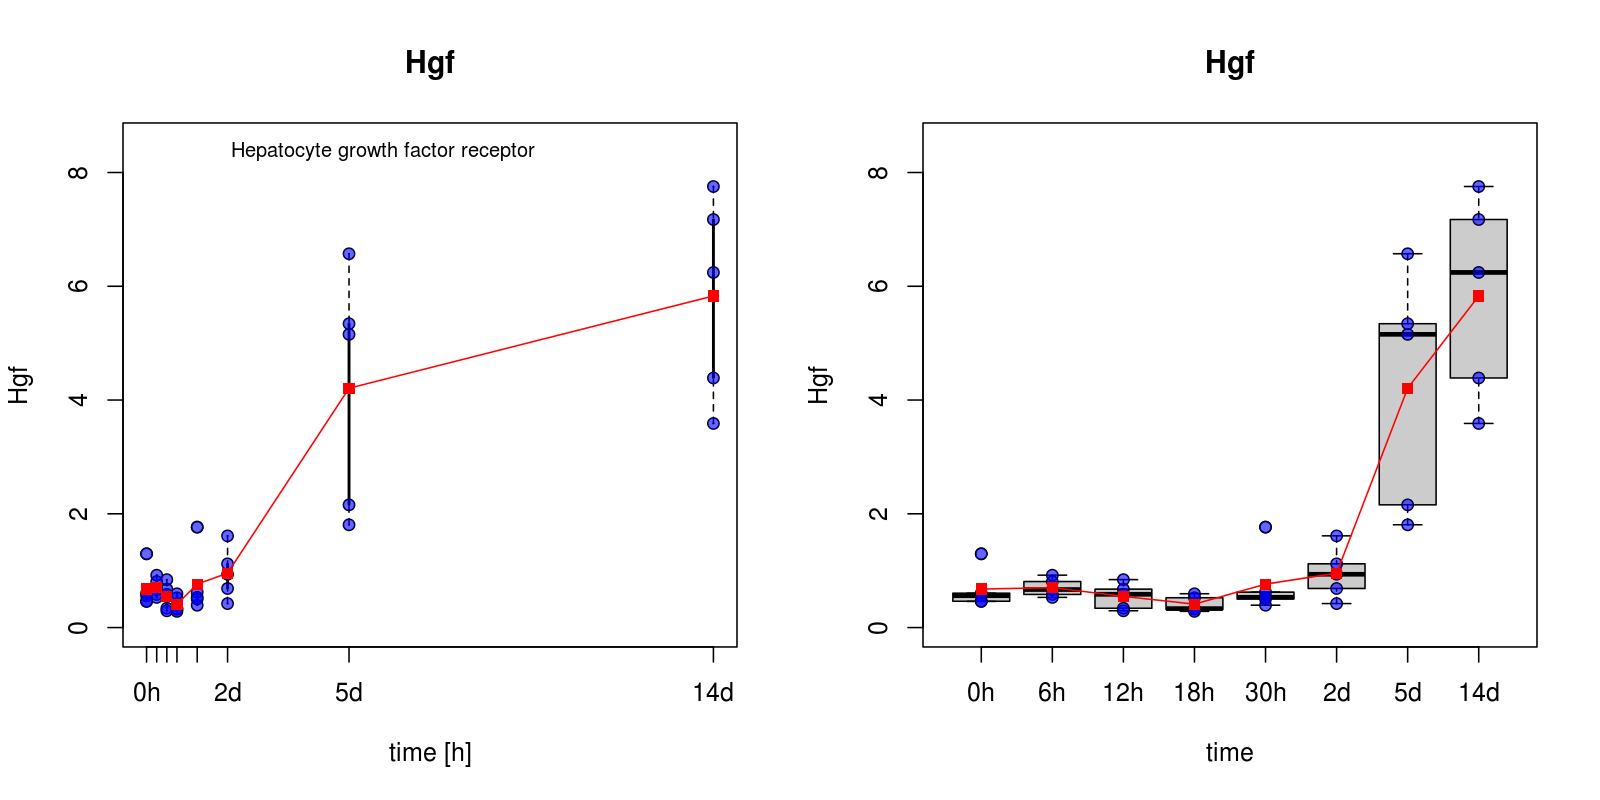 Hgf
Hepatocyte growth factor receptor
Hgf
8
6
4
2
0
0h 2d 5d 14d
time [h]
Hgf
Hgf
8
6
4
2
0
0h 6h 12h 18h 30h 2d 5d 14d
time